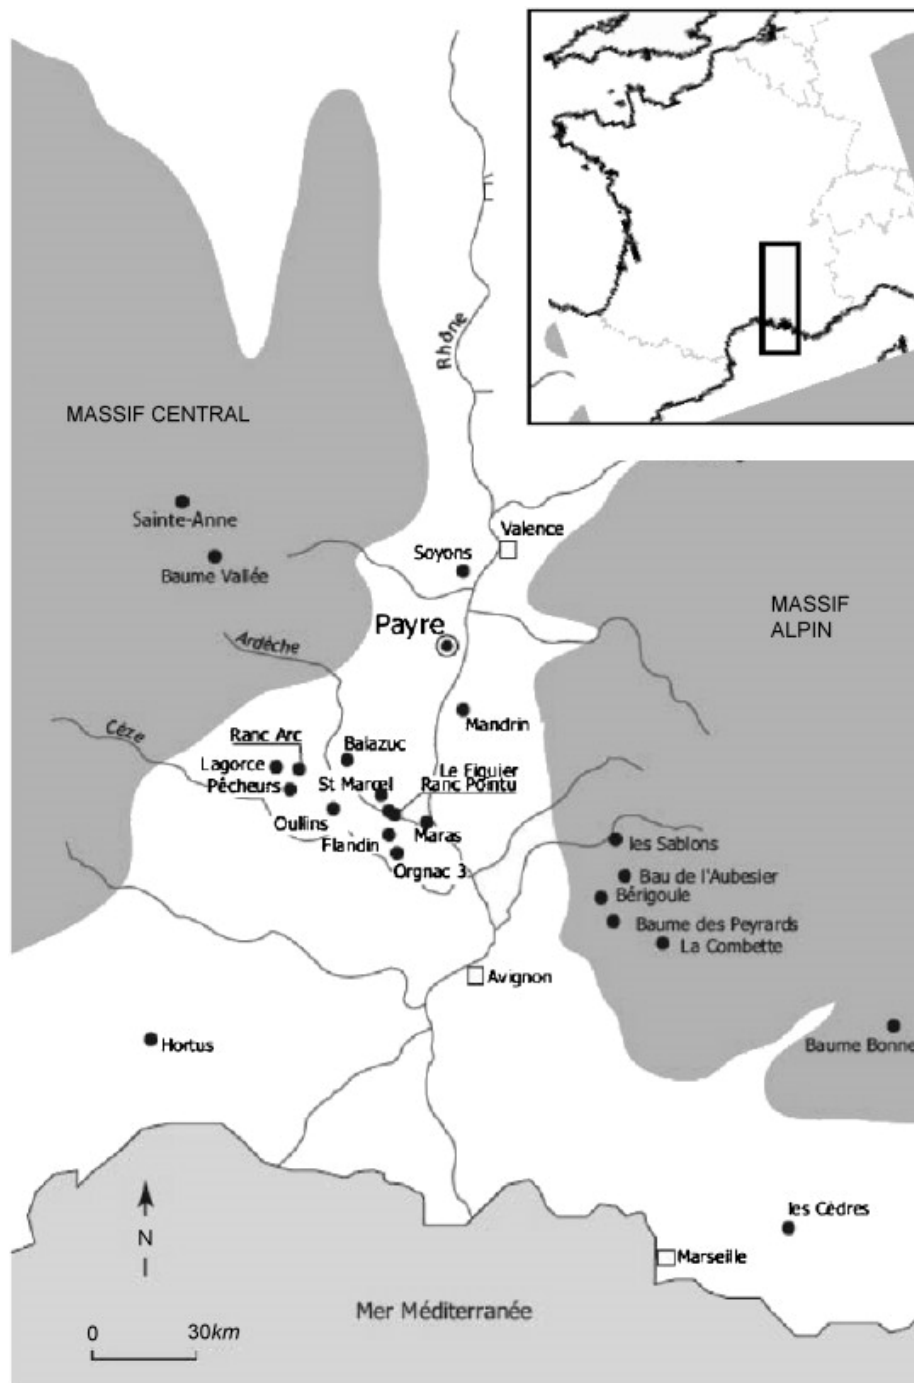 Rhône
MASSIF CENTRAL
Sainte-Anne
Baume Vallée
Valence
Soyons
MASSIF
ALPIN
Payre
Ardèche
Mandrin
Cèze
Ranc Arc
Balazuc
Lagorce
Le Figuier
Pêcheurs
St Marcel
Ranc Pointu
Oullins
Maras
Flandin
Orgnac 3
les Sablons
Bau de l'Aubesier
Bérigoule
Baume des Peyrards
La Combette
Avignon
Hortus
Baume Bonne
les Cèdres
N
Marseille
Mer Méditerranée
0 30km